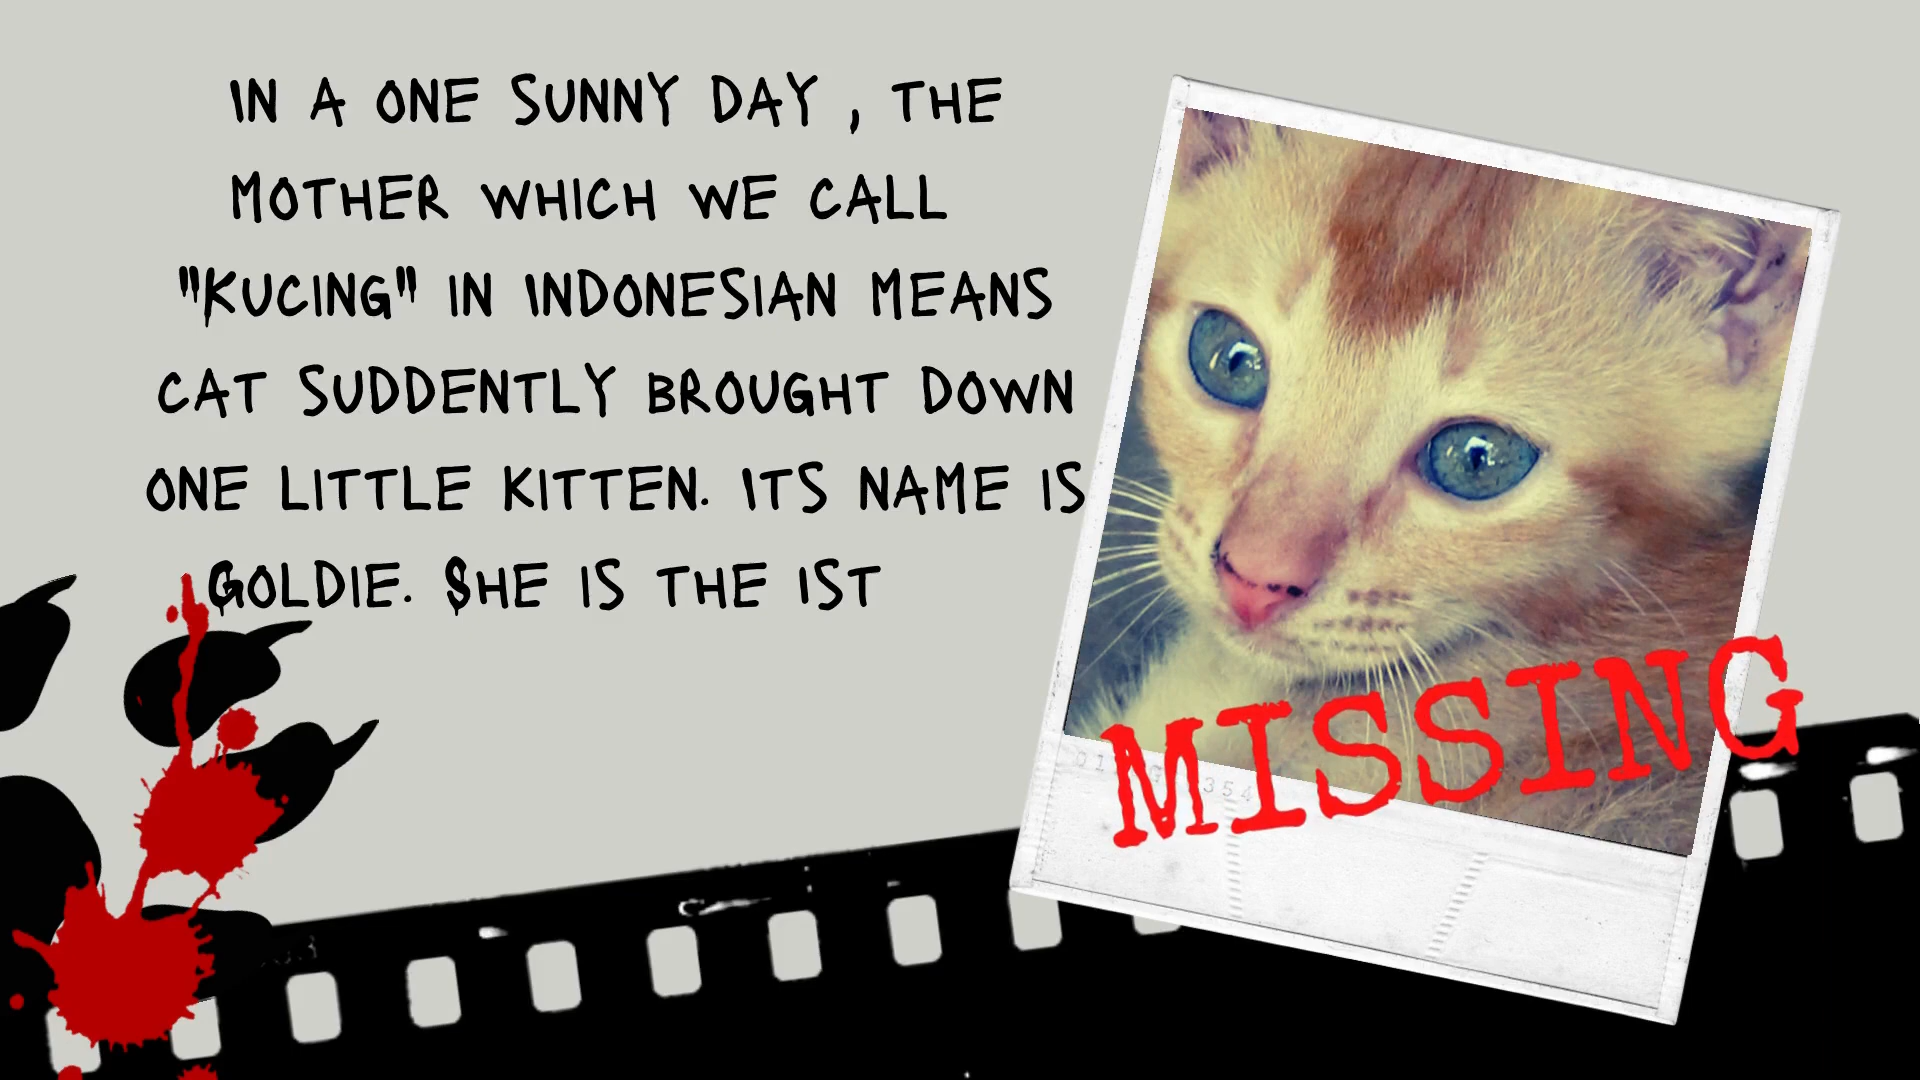 IN A ONE SUNNY DAY , THE
MOTHER WHICH WE CALL
"KUCING" IN INDONESIAN MEANS
CAT SUDDENTLY BROUGHT DOWN
ONE LITTLE KITTEN. ITS NAME IS
GOLDIE. $HE IS THE 1ST
MISSING